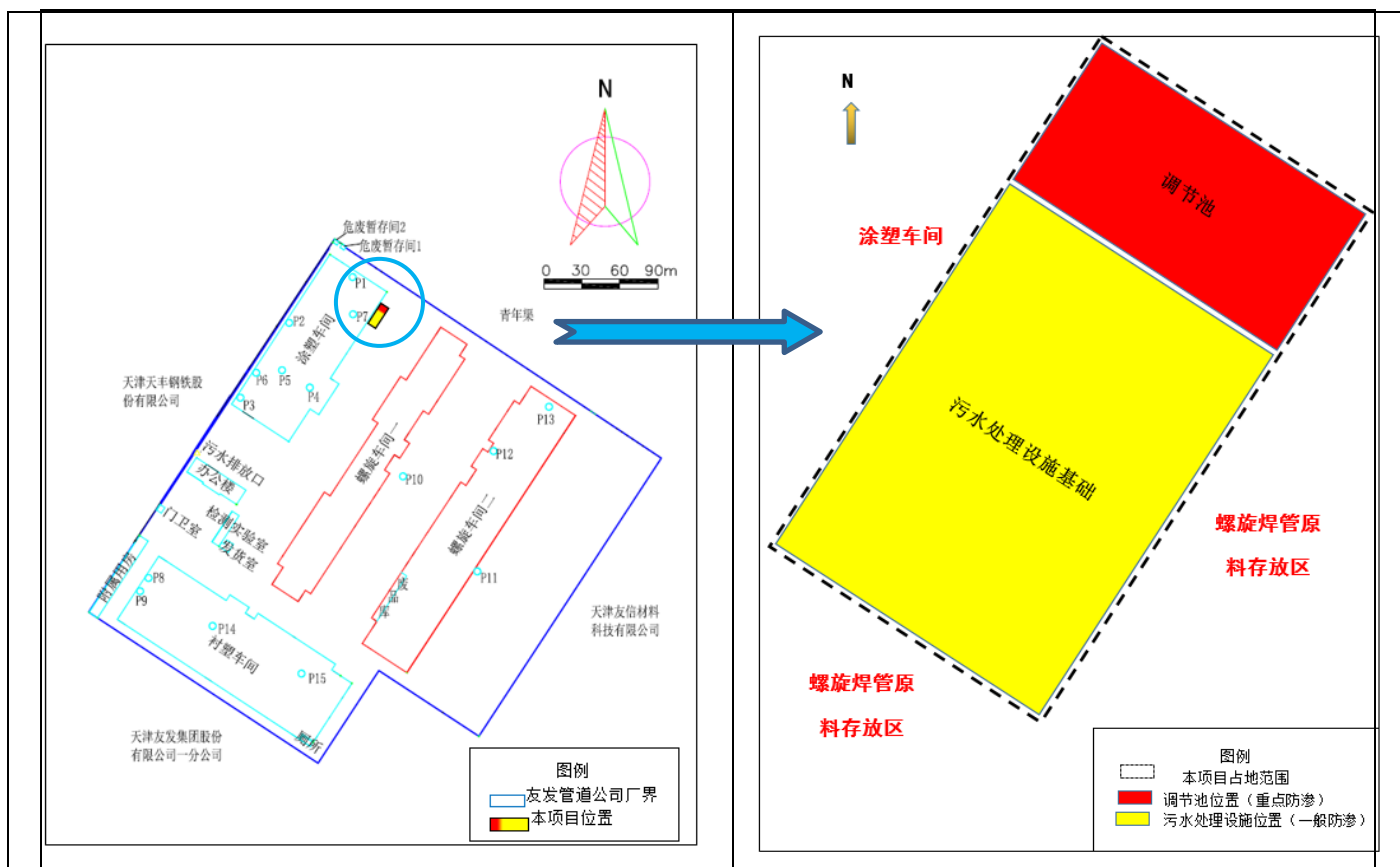 N
0 30 60 90m
危废暂存间2
危废暂存间1
P1
P7
P2
涂塑车间
青年渠
P6
P5
P4
P3
天津天丰钢铁股
份有限公司
污水排放口
办公楼
门卫室
检测实验室
发货室
附属用房
P8
P9
P14
衬塑车间
P15
厕所
螺旋车间一
P10
P13
P12
螺旋车间二
P11
成品库
天津友信材料
科技有限公司
天津友发集团股份
有限公司一分公司
图例
友发管道公司厂界
本项目位置
N
调节池
涂塑车间
污水处理设施基础
螺旋焊管原
料存放区
螺旋焊管原
料存放区
图例
本项目占地范围
调节池位置（重点防渗）
污水处理设施位置（一般防渗）